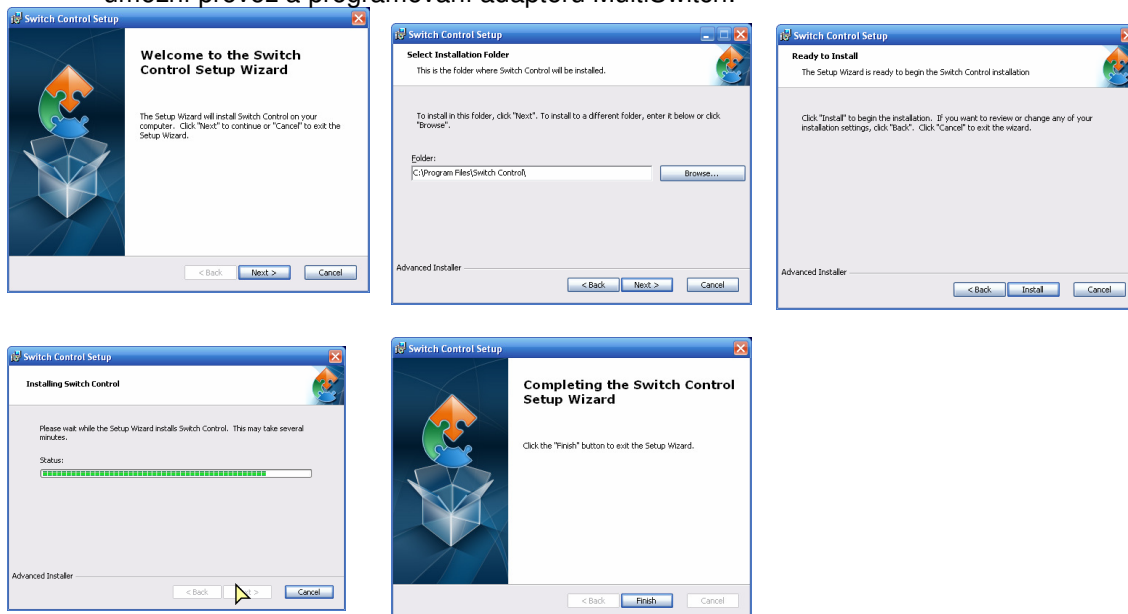 umožní provoz a programování adaptéru MultiSwitch.
Switch Control Setup
Welcome to the Switch
Control Setup Wizard
The Setup Wizard will install Switch Control on your
computer. Click "Next" to continue or "Cancel" to exit the
Setup Wizard.
< Back
Next >
Cancel
Switch Control Setup
Select Installation Folder
This is the folder where Switch Control will be installed.
To install in this folder, click "Next". To install to a different folder, enter it below or click
"Browse".
Folder:
C:\Program Files\Switch Control\
Browse...
Advanced Installer
< Back
Next >
Cancel
Switch Control Setup
Ready to Install
The Setup Wizard is ready to begin the Switch Control installation
Click "Install" to begin the installation. If you want to review or change any of your
installation settings, click "Back". Click "Cancel" to exit the wizard.
Advanced Installer
< Back
Install
Cancel
Switch Control Setup
Installing Switch Control
Please wait while the Setup Wizard installs Switch Control. This may take several
minutes.
Status:
Advanced Installer
< Back
Cancel
Switch Control Setup
Completing the Switch Control
Setup Wizard
Click the "Finish" button to exit the Setup Wizard.
< Back
Finish
Cancel